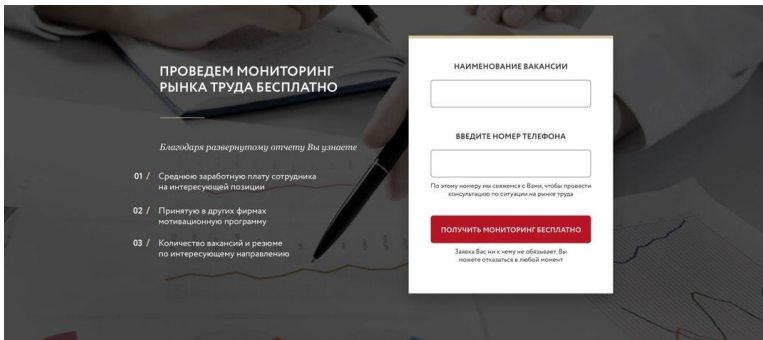 ПРОВЕДЕМ МОНИТОРИНГ
РЫНКА ТРУДА БЕСПЛАТНО
Благодаря развернутому отчету Вы узнаете
01 / Среднюю заработную плату сотрудника
на интересующей позиции
02 / Принятую в других фирмах
мотивационную программу
03 / Количество вакансий и резюме
по интересующему направлению
НАИМЕНОВАНИЕ ВАКАНСИИ
ВВЕДИТЕ НОМЕР ТЕЛЕФОНА
По этому номеру мы свяжемся с Вами, чтобы провести
консультацию по ситуации на рынке труда
ПОЛУЧИТЬ МОНИТОРИНГ БЕСПЛАТНО
Заявка Вас ни к чему не обязывает. Вы
можете отказаться в любой момент